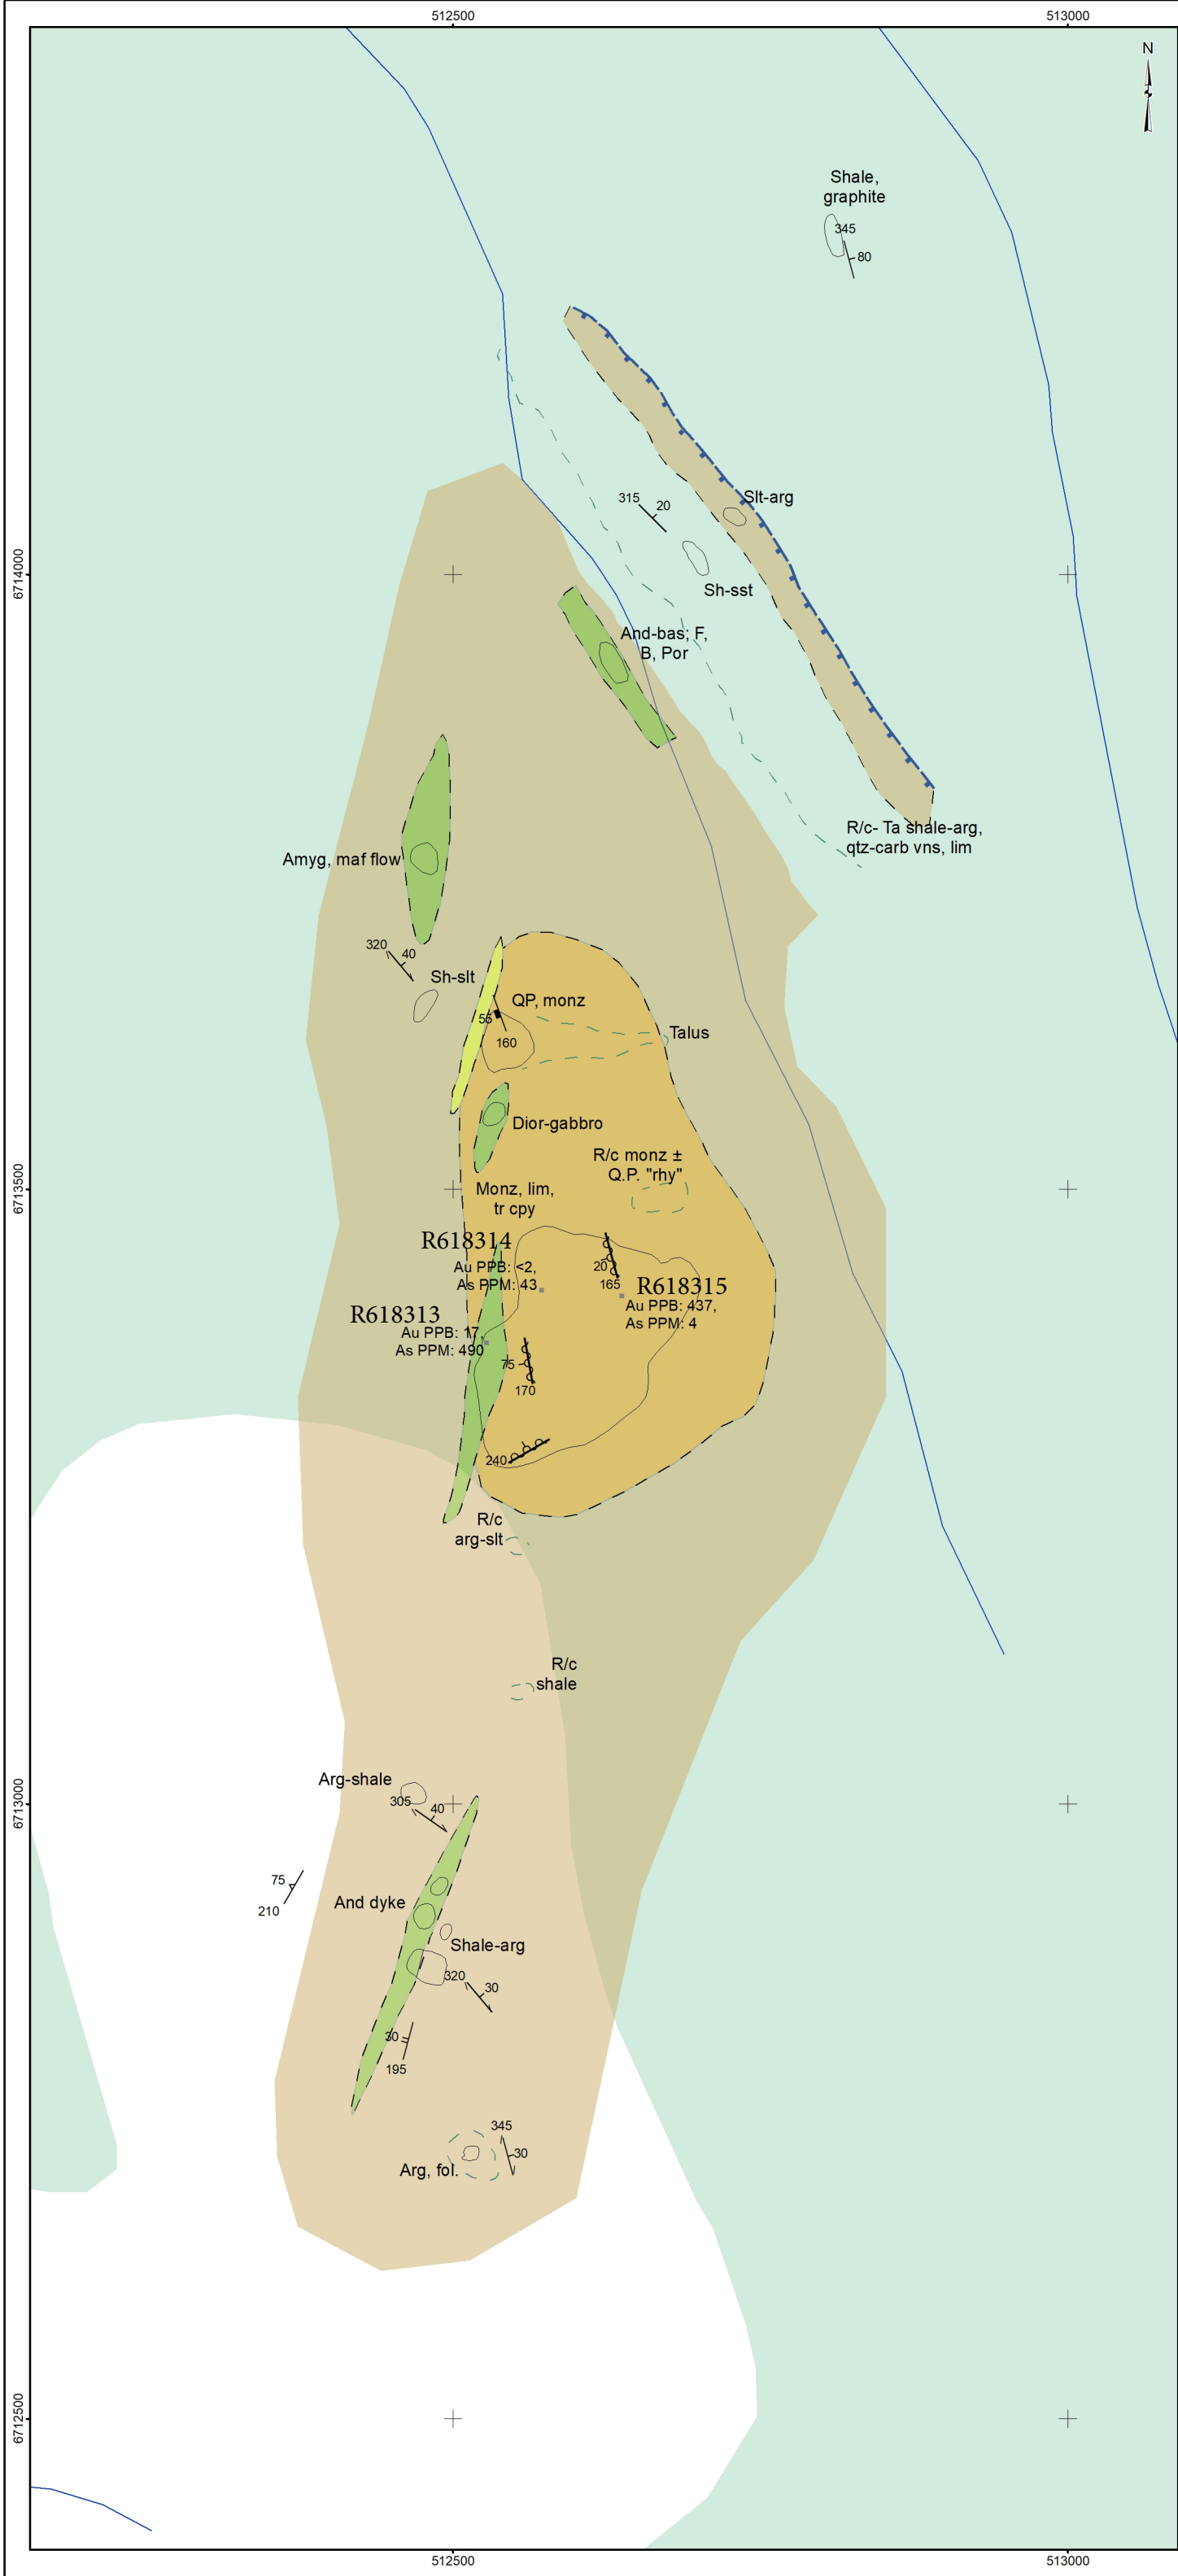 512500
513000
N
Shale,
graphite
345
80
Slt-arg
315
20
6714000
Sh-sst
And-bas; F,
B, Por
R/c- Ta shale-arg,
qtz-carb vns, lim
Amyg, maf flow
320
40
Sh-slt
QP, monz
55
160
Talus
Dior-gabbro
R/c monz ±
Q.P. "rhy"
6713500
Monz, lim,
tr cpy
R618314
Au PPB: <2,
As PPM: 43
20
165
R618315
Au PPB: 437,
As PPM: 4
R618313
Au PPB: 17,
As PPM: 490
75
170
240
R/c
arg-slt
R/c
shale
Arg-shale
305
40
6713000
75
210
And dyke
Shale-arg
320
30
30
195
345
30
Arg, fol.
6712500
512500
513000